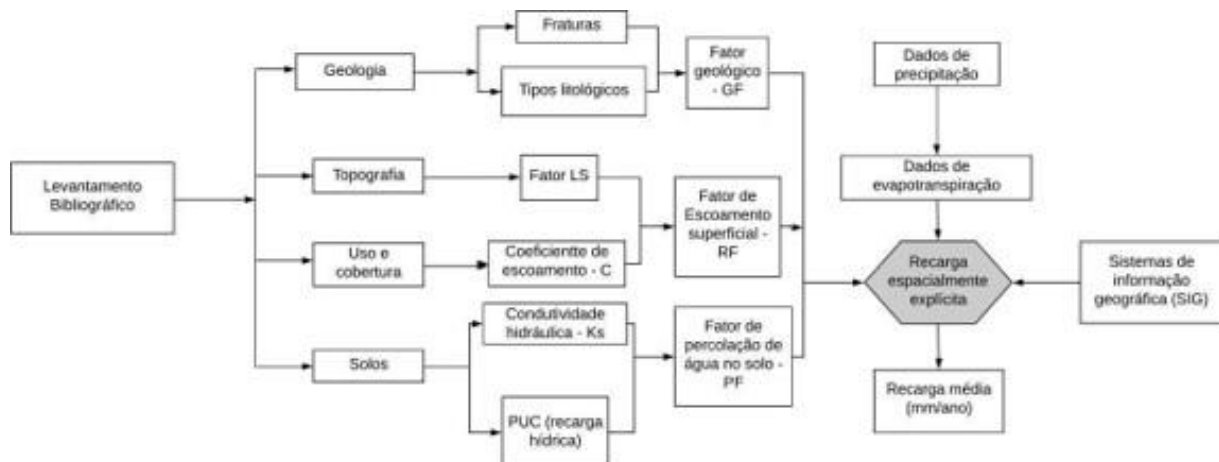 Levantamento
Bibliográfico
Geologia
Topografia
Uso e
cobertura
Solos
Fraturas
Tipos litológicos
Fator LS
Coeficientte de
escoamento - C
Condutividade
hidráulica - Ks
PUC (recarga
hídrica)
Fator
geológico
- GF
Fator de
Escoamento
superficial -
RF
Fator de
percolação de
água no solo -
PF
Dados de
precipitação
Dados de
evapotranspiração
Recarga
espacialmente
explícita
Sistemas de
informação
geográfica (SIG)
Recarga média
(mm/ano)